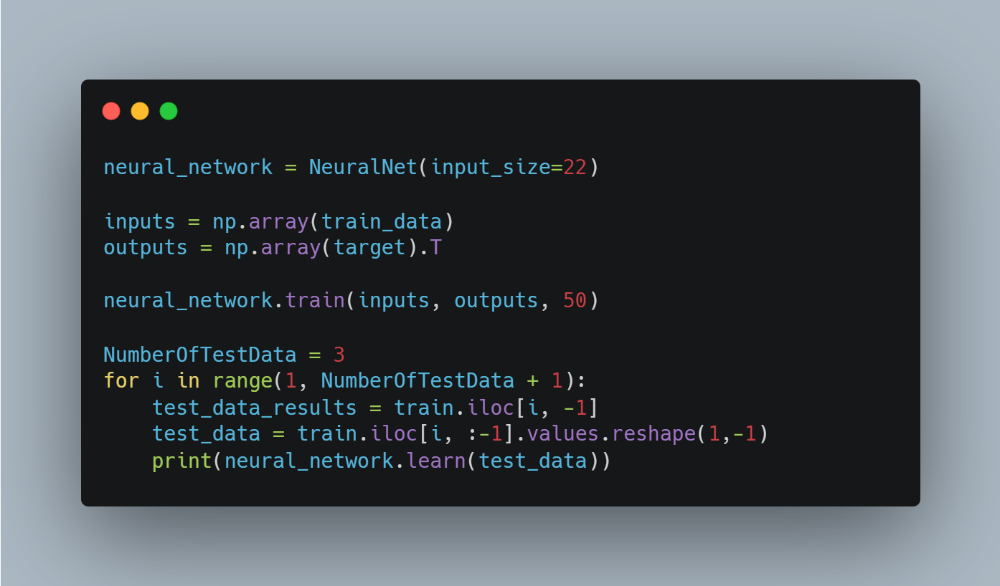 neural_network = NeuralNet(input_size=22)
inputs = np.array(train_data)
outputs = np.array(target).T
neural_network.train(inputs, outputs, 50)
NumberOfTestData = 3
for i in range(1, NumberOfTestData + 1):
    test_data_results = train.iloc[i, -1]
    test_data = train.iloc[i, :-1].values.reshape(1,-1)
    print(neural_network.learn(test_data))